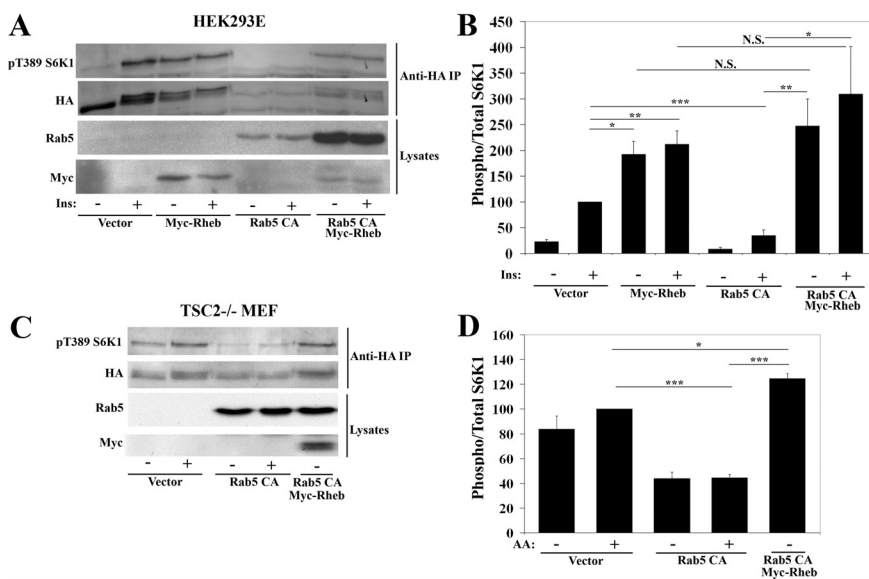 A
HEK293E
pT389 S6K1
HA
Anti-HA IP
Rab5
Myc
Lysates
Ins: - + - + - + - +
Vector Myc-Rheb Rab5 CA Rab5 CA
Myc-Rheb
B
Phospho/Total S6K1
450
400
350
300
250
200
150
100
50
0
*
N.S.
N.S.
***
**
**
*
Ins: - + - + - + - +
Vector Myc-Rheb Rab5 CA Rab5 CA
Myc-Rheb
C
TSC2-/- MEF
pT389 S6K1
HA
Anti-HA IP
Rab5
Myc
Lysates
- + - + -
Vector Rab5 CA Rab5 CA
Myc-Rheb
D
Phospho/Total S6K1
160
140
120
100
80
60
40
20
0
*
***
***
AA: - + - + -
Vector Rab5 CA Rab5 CA
Myc-Rheb